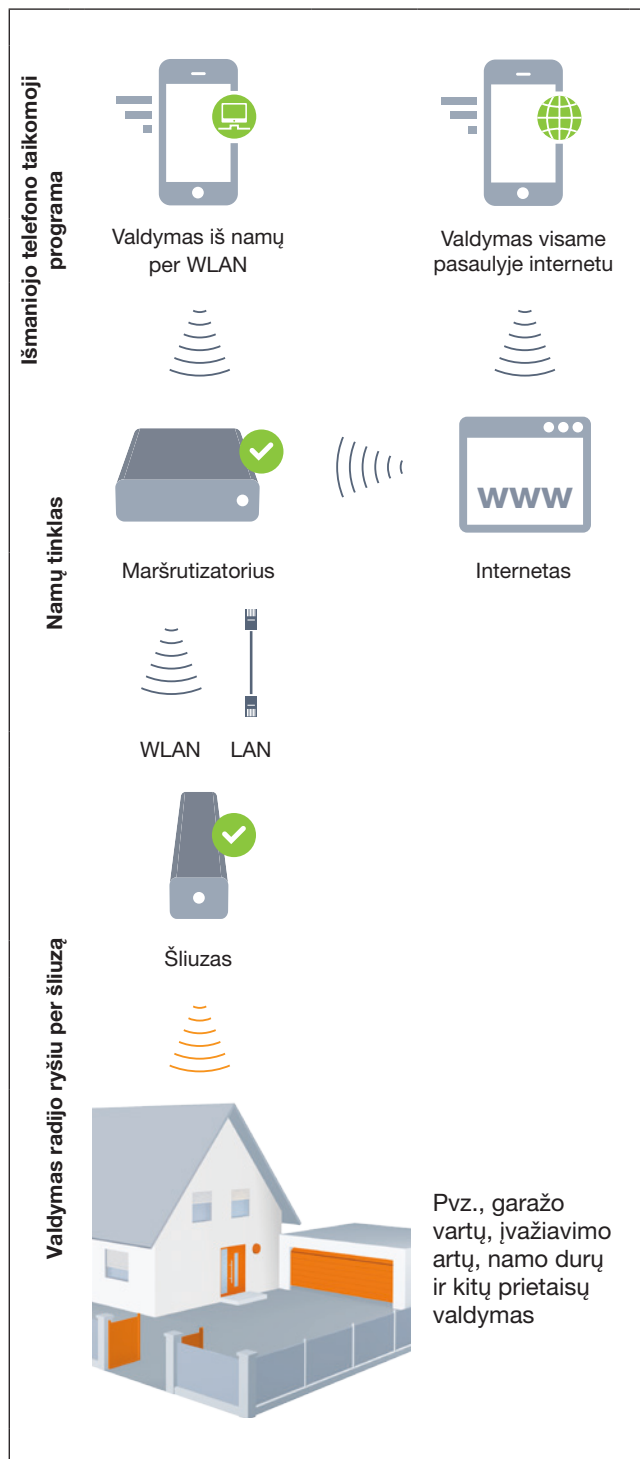 Išmaniojo telefono taikomoji
programa
Valdymas iš namų
per WLAN
Valdymas visame
pasaulyje internetu
Namų tinklas
www
Maršrutizatorius
Internetas
WLAN
LAN
Valdymas radijo ryšiu per šliuzą
Šliuzas
Pvz., garažo
vartų, įvažiavimo
artų, namo durų
ir kitų prietaisų
valdymas